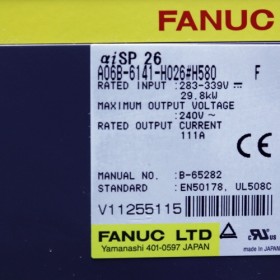 FANUC
αiSP 26
A06B-6141-H026#H580 F
RATED INPUT : 283-339V ⎓
29.8kW
MAXIMUM OUTPUT VOLTAGE
: 240V ~
RATED OUTPUT CURRENT
: 111A
CE
MANUAL NO. : B-65282
STANDARD : EN50178, UL508C
V11255115
FANUC LTD
Yamanashi 401-0597 JAPAN
MADE IN JAPAN